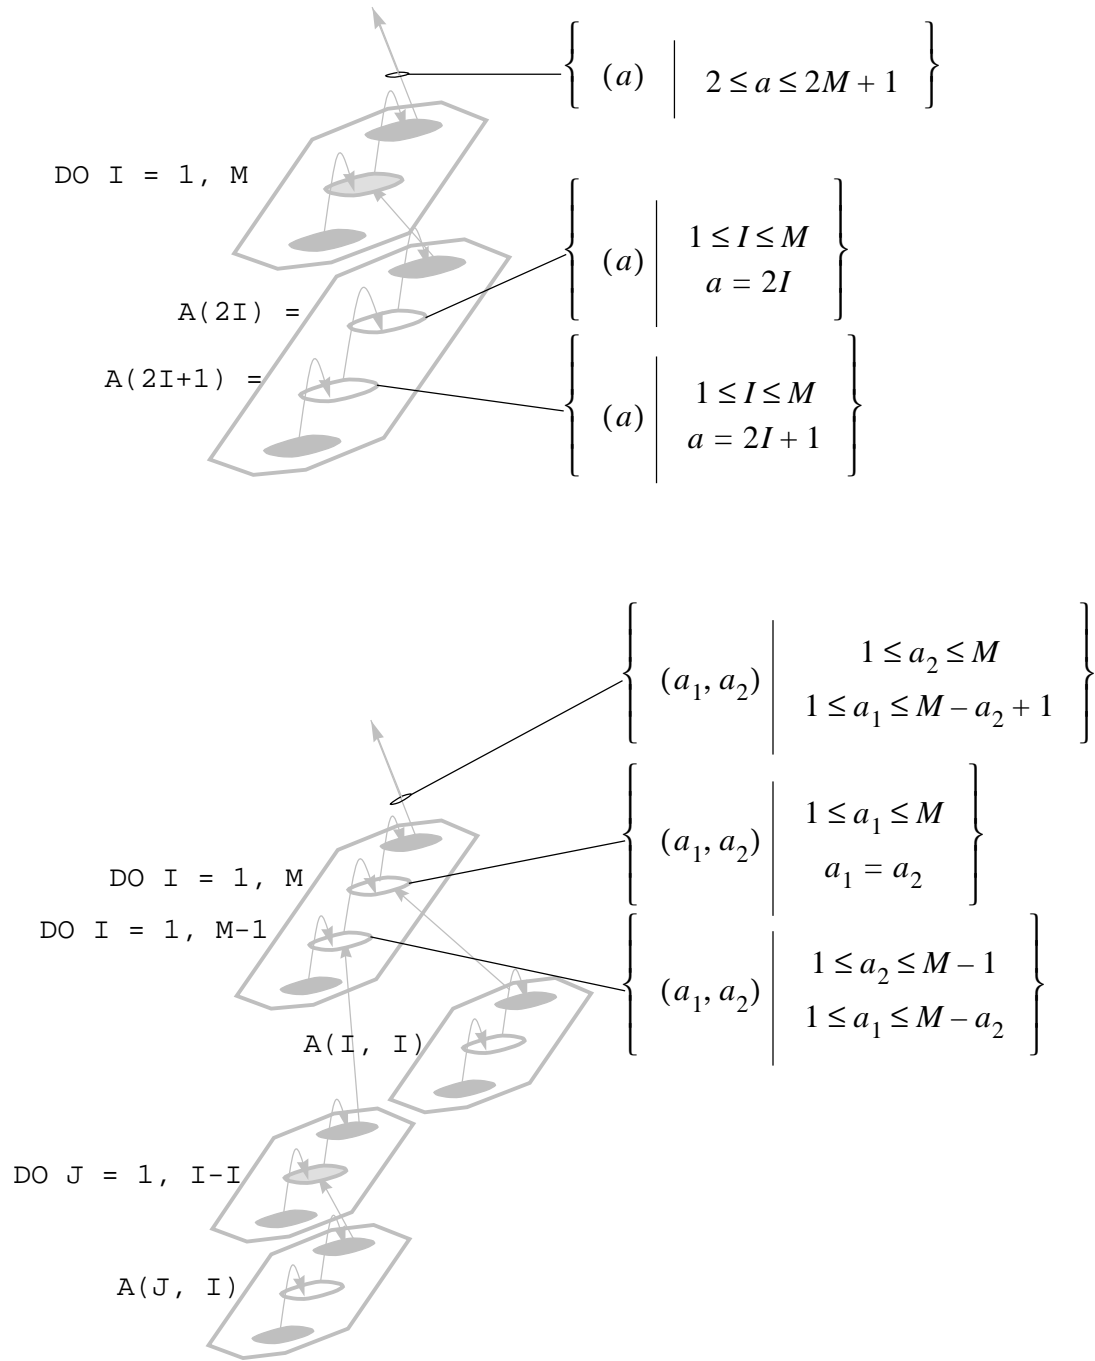 { (a) | 2 ≤ a ≤ 2M + 1 }
DO I = 1, M
{ (a) | 1 ≤ I ≤ M
a = 2I }
A(2I) =
A(2I+1) =
{ (a) | 1 ≤ I ≤ M
a = 2I + 1 }
{ (a₁, a₂) | 1 ≤ a₂ ≤ M
1 ≤ a₁ ≤ M – a₂ + 1 }
{ (a₁, a₂) | 1 ≤ a₁ ≤ M
a₁ = a₂ }
DO I = 1, M
DO I = 1, M-1
{ (a₁, a₂) | 1 ≤ a₂ ≤ M – 1
1 ≤ a₁ ≤ M – a₂ }
A(I, I)
DO J = 1, I-I
A(J, I)